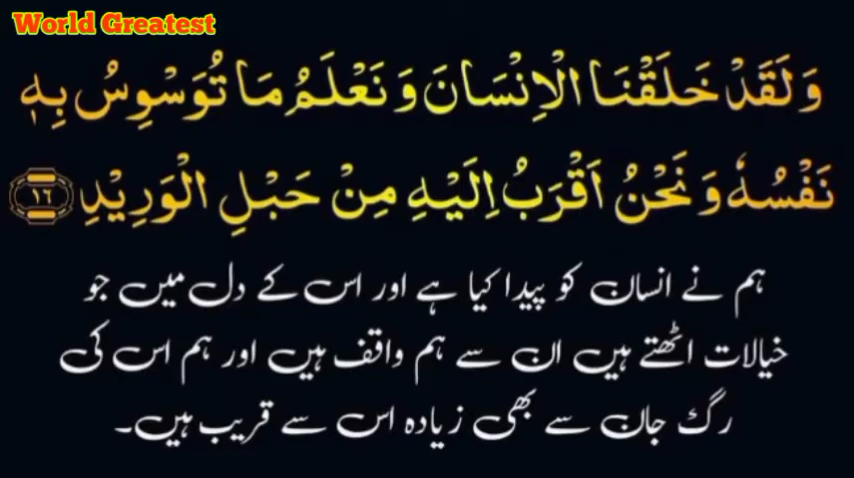 World Greatest
وَلَقَدْ خَلَقْنَا الْاِنْسَانَ وَنَعْلَمُ مَا تُوَسْوِسُ بِهٖ
نَفْسُهٗ وَنَحْنُ اَقْرَبُ اِلَيْهِ مِنْ حَبْلِ الْوَرِيْدِ ۱٦
ہم نے انسان کو پیدا کیا ہے اور اس کے دل میں جو
خیالات اٹھتے ہیں ان سے ہم واقف ہیں اور ہم اس کی
رگ جان سے بھی زیادہ اس سے قریب ہیں۔